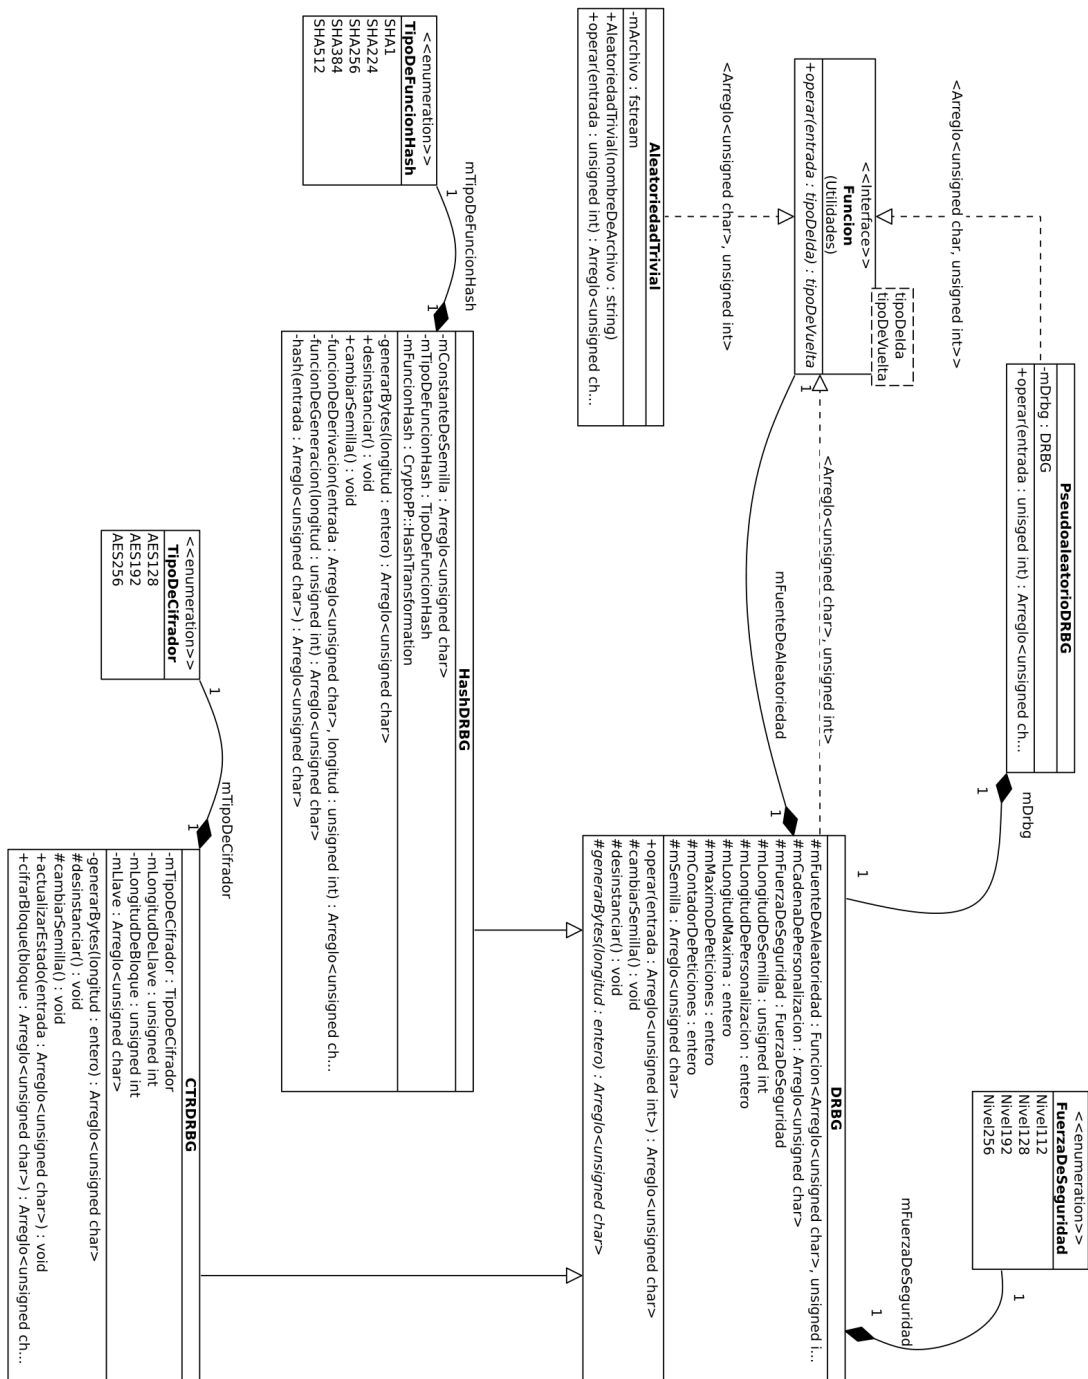 <<enumeration>>
TipoDeFuncionHash
SHA1
SHA224
SHA256
SHA384
SHA512
mTipoDeFuncionHash
1
1
AleatoriedadTrivial
-mArchivo : fstream
+AleatoriedadTrivial(nombreDeArchivo : string)
+operar(entrada : unsigned int) : Arreglo<unsigned ch...
<Arreglo<unsigned char>, unsigned int>
<<Interface>>
Funcion
(Utilidades)
+operar(entrada : tipoDeIda) : tipoDeVuelta
tipoDeIda
tipoDeVuelta
<Arreglo<unsigned char, unsigned int>>
PseudoaleatorioDRBG
-mDrbg : DRBG
+operar(entrada : unisged int) : Arreglo<unsigned ch...
1
mDrbg
1
1
<Arreglo<unsigned char>, unsigned int>
mFuenteDeAleatoriedad
1
HashDRBG
-mConstanteDeSemilla : Arreglo<unsigned char>
-mTipoDeFuncionHash : TipoDeFuncionHash
-mFuncionHash : CryptoPP::HashTransformation
-generarBytes(longitud : entero) : Arreglo<unsigned char>
+desinstanciar() : void
+cambiarSemilla() : void
-funcionDeDerivacion(entrada : Arreglo<unsigned char>, longitud : unsigned int) : Arreglo<unsigned ch...
-funcionDeGeneracion(longitud : unsigned int) : Arreglo<unsigned char>
-hash(entrada : Arreglo<unsigned char>) : Arreglo<unsigned char>
<<enumeration>>
TipoDeCifrador
AES128
AES192
AES256
1
mTipoDeCifrador
1
CTRDRBG
-mTipoDeCifrador : TipoDeCifrador
-mLongitudDeLlave : unsigned int
-mLongitudDeBloque : unsigned int
-mLlave : Arreglo<unsigned char>
-generarBytes(longitud : entero) : Arreglo<unsigned char>
#desinstanciar() : void
#cambiarSemilla() : void
+actualizarEstado(entrada : Arreglo<unsigned char>) : void
+cifrarBloque(bloque : Arreglo<unsigned char>) : Arreglo<unsigned ch...
DRBG
#mFuenteDeAleatoriedad : Funcion<Arreglo<unsigned char>, unsigned i...
#mCadenaDePersonalizacion : Arreglo<unsigned char>
#mFuerzaDeSeguridad : FuerzaDeSeguridad
#mLongitudDeSemilla : unsigned int
#mLongitudDePersonalizacion : entero
#mLongitudMaxima : entero
#mMaximoDePeticiones : entero
#mContadorDePeticiones : entero
#mSemilla : Arreglo<unsigned char>
+operar(entrada : Arreglo<unsigned int>) : Arreglo<unsigned char>
#cambiarSemilla() : void
#desinstanciar() : void
#generarBytes(longitud : entero) : Arreglo<unsigned char>
<<enumeration>>
FuerzaDeSeguridad
Nivel112
Nivel128
Nivel192
Nivel256
1
mFuerzaDeSeguridad
1